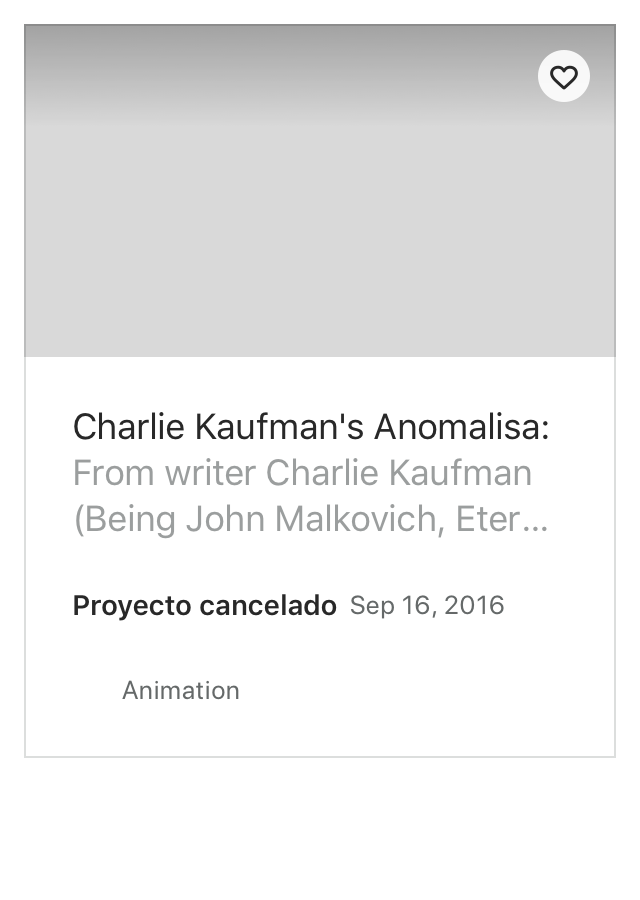 Charlie Kaufman's Anomalisa:
From writer Charlie Kaufman
(Being John Malkovich, Eter...
Proyecto cancelado Sep 16, 2016
Animation